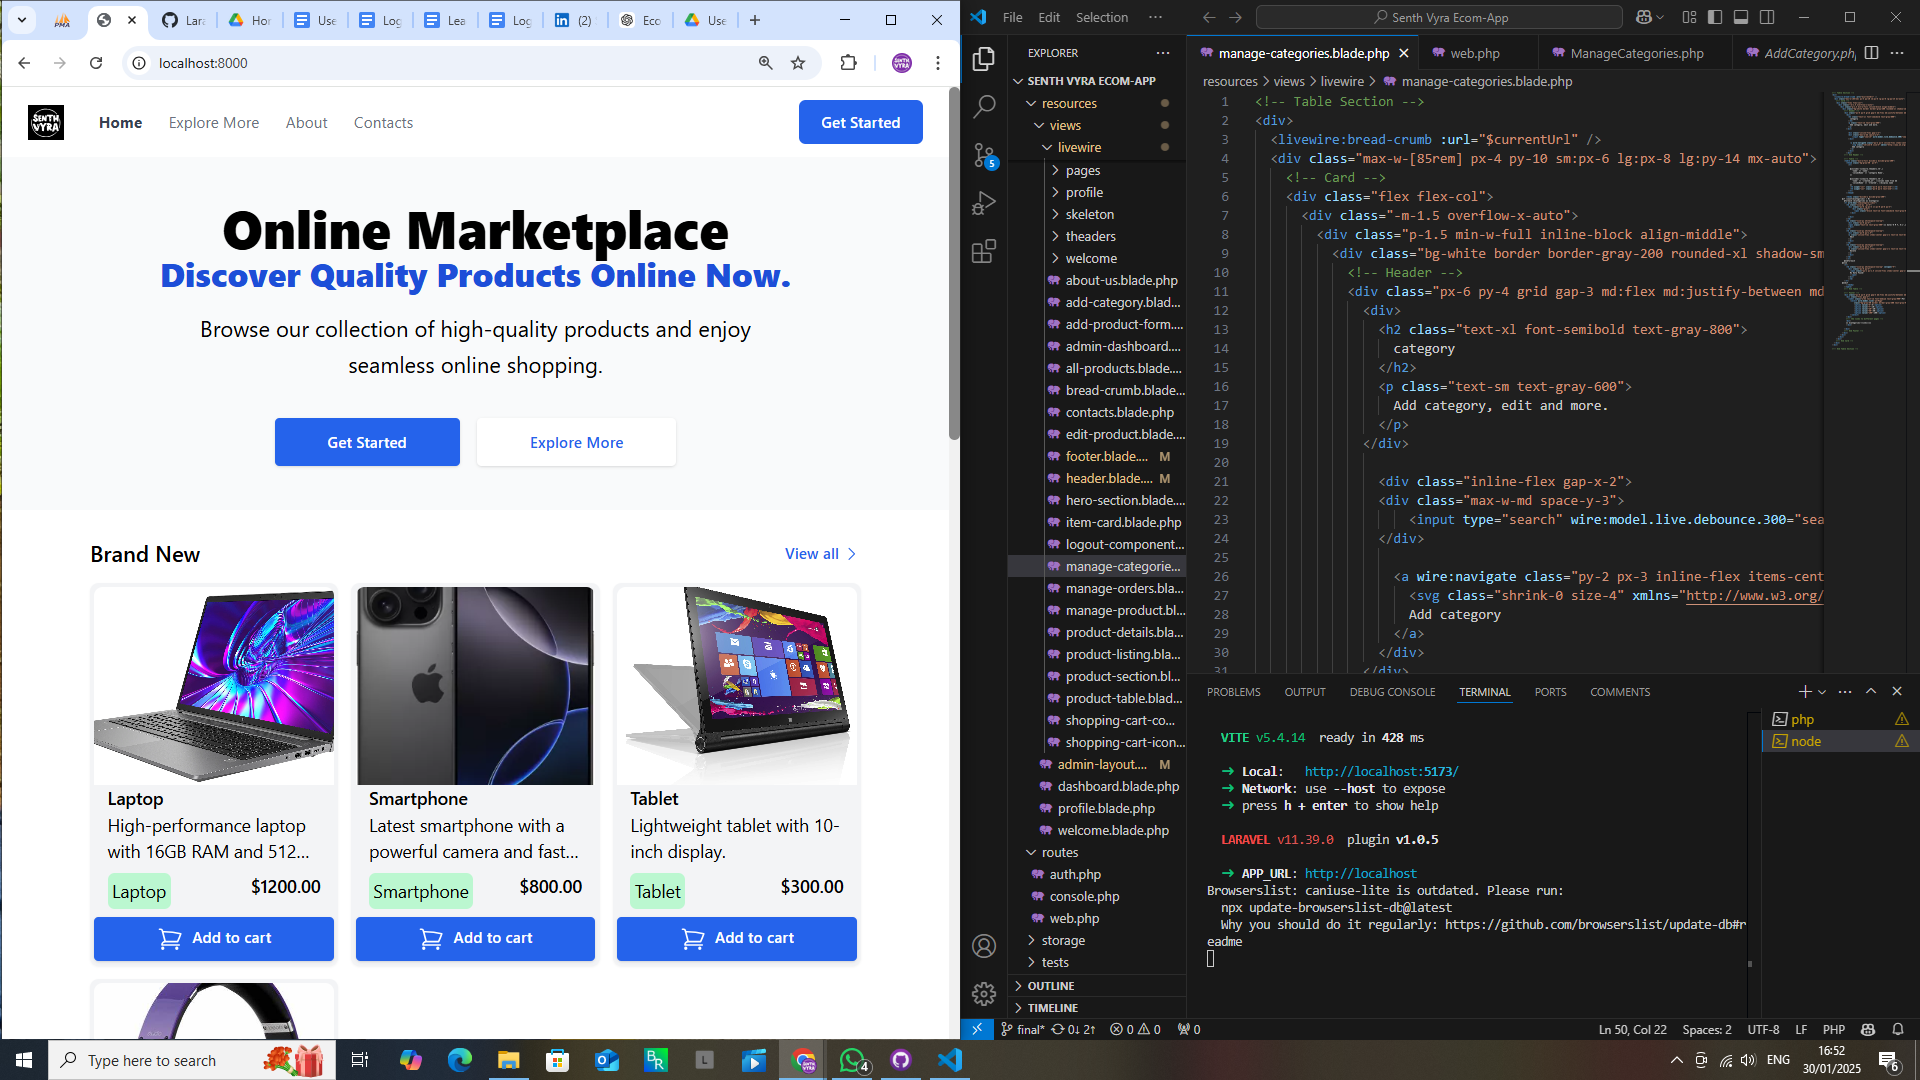 PMA
Lara
Hor
Use
Log
Lea
Log
(2)
Eco
Use
localhost:8000
SENTH VYRA
Home
Explore More
About
Contacts
Get Started
Online Marketplace
Discover Quality Products Online Now.
Browse our collection of high-quality products and enjoy
seamless online shopping.
Get Started
Explore More
Brand New
View all
Laptop
High-performance laptop
with 16GB RAM and 512...
Laptop
$1200.00
Add to cart
Smartphone
Latest smartphone with a
powerful camera and fast...
Smartphone
$800.00
Add to cart
Tablet
Lightweight tablet with 10-
inch display.
Tablet
$300.00
Add to cart
File
Edit
Selection
Senth Vyra Ecom-App
EXPLORER
SENTH VYRA ECOM-APP
resources
views
livewire
pages
profile
skeleton
theaders
welcome
about-us.blade.php
add-category.blad...
add-product-form....
admin-dashboard....
all-products.blade....
bread-crumb.blade...
contacts.blade.php
edit-product.blade....
footer.blade.... M
header.blade.... M
hero-section.blade....
item-card.blade.php
logout-component...
manage-categorie...
manage-orders.bla...
manage-product.bl...
product-details.bla...
product-listing.bla...
product-section.bl...
product-table.blad...
shopping-cart-co...
shopping-cart-icon...
admin-layout.... M
dashboard.blade.php
profile.blade.php
welcome.blade.php
routes
auth.php
console.php
web.php
storage
tests
OUTLINE
TIMELINE
5
manage-categories.blade.php
web.php
ManageCategories.php
AddCategory.ph
resources > views > livewire > manage-categories.blade.php
1 <!-- Table Section -->
2 <div>
3 <livewire:bread-crumb :url="$currentUrl" />
4 <div class="max-w-[85rem] px-4 py-10 sm:px-6 lg:px-8 lg:py-14 mx-auto">
5 <!-- Card -->
6 <div class="flex flex-col">
7 <div class="-m-1.5 overflow-x-auto">
8 <div class="p-1.5 min-w-full inline-block align-middle">
9 <div class="bg-white border border-gray-200 rounded-xl shadow-sm
10 <!-- Header -->
11 <div class="px-6 py-4 grid gap-3 md:flex md:justify-between md
12 <div>
13 <h2 class="text-xl font-semibold text-gray-800">
14 category
15 </h2>
16 <p class="text-sm text-gray-600">
17 Add category, edit and more.
18 </p>
19 </div>
20
21 <div class="inline-flex gap-x-2">
22 <div class="max-w-md space-y-3">
23 <input type="search" wire:model.live.debounce.300="sea
24 </div>
25
26 <a wire:navigate class="py-2 px-3 inline-flex items-cent
27 <svg class="shrink-0 size-4" xmlns="http://www.w3.org/
28 Add category
29 </a>
30 </div>
31 </div>
PROBLEMS
OUTPUT
DEBUG CONSOLE
TERMINAL
PORTS
COMMENTS
VITE v5.4.14 ready in 428 ms
➜ Local: http://localhost:5173/
➜ Network: use --host to expose
➜ press h + enter to show help
LARAVEL v11.39.0 plugin v1.0.5
➜ APP_URL: http://localhost
Browserslist: caniuse-lite is outdated. Please run:
npx update-browserslist-db@latest
Why you should do it regularly: https://github.com/browserslist/update-db#r
eadme
php
node
final*
0↓ 2↑
0
0
0
Ln 50, Col 22
Spaces: 2
UTF-8
LF
PHP
Type here to search
BR
L
4
ENG
16:52
30/01/2025
6